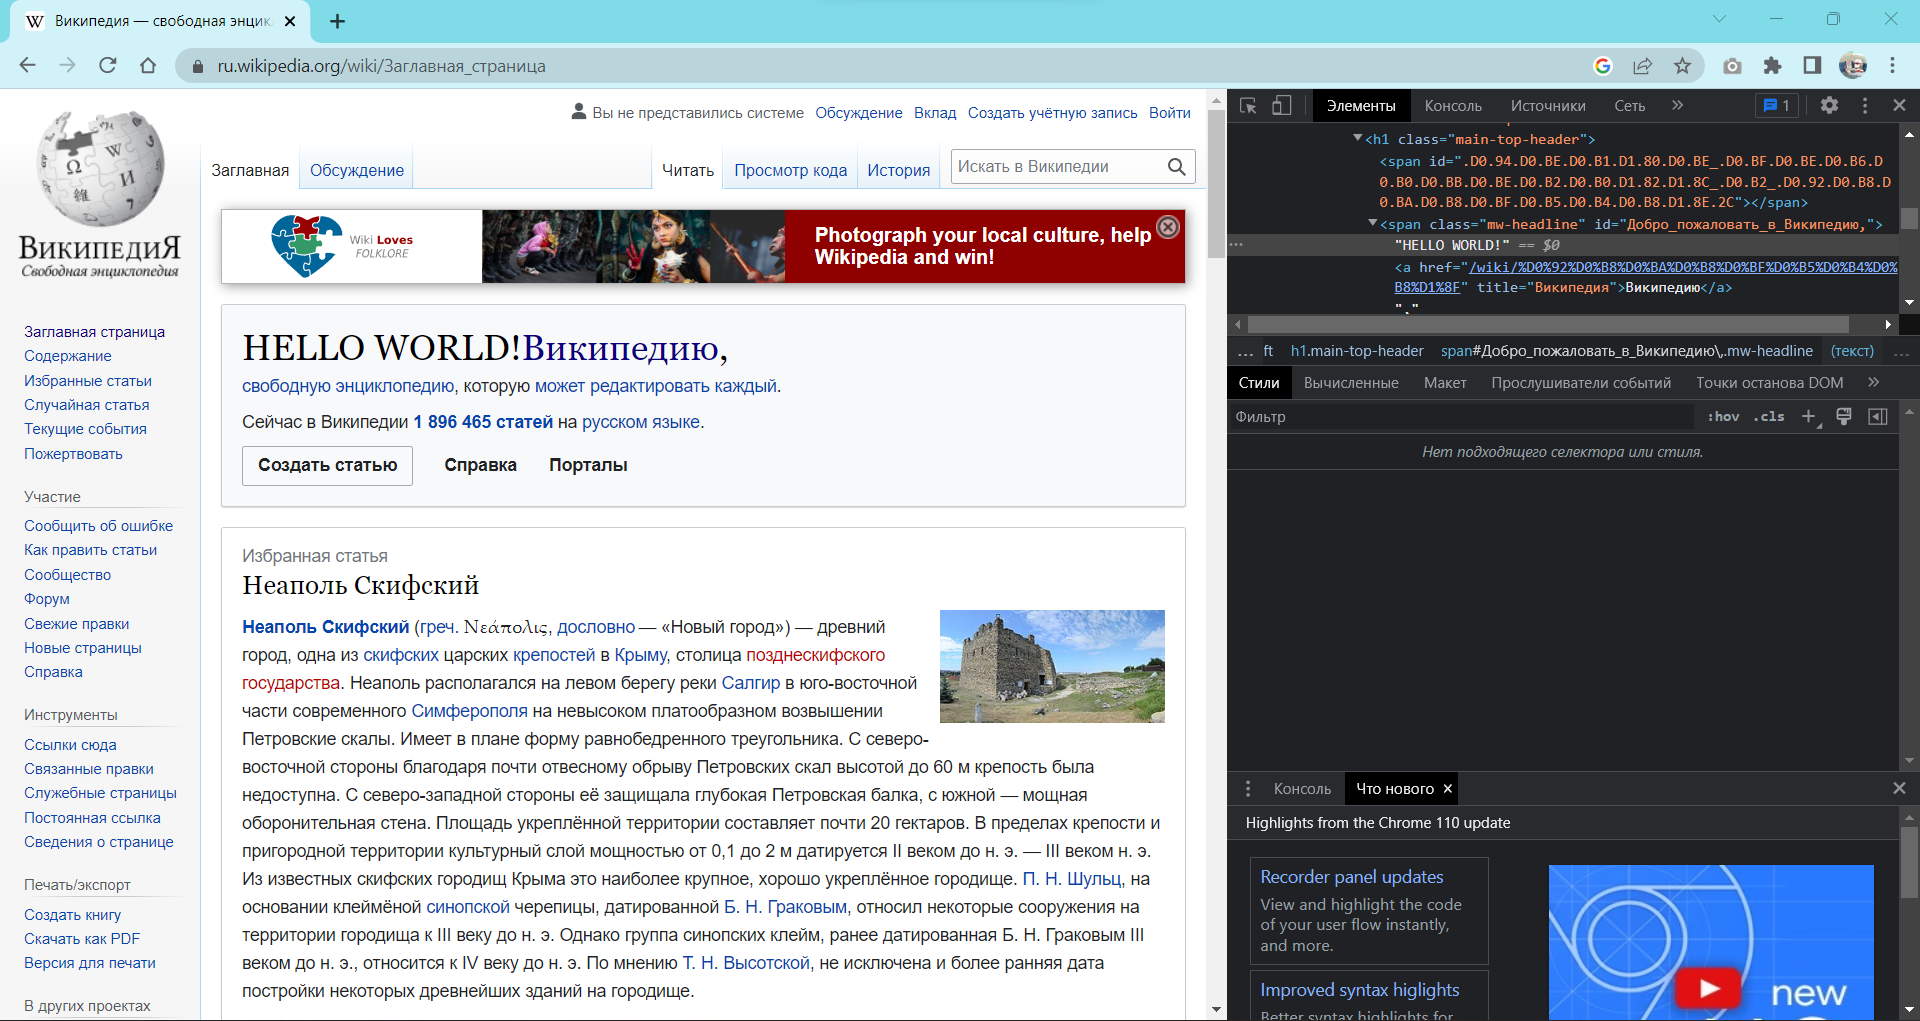 Википедия — свободная энцик
ru.wikipedia.org/wiki/Заглавная_страница
ВикипедиЯ
Свободная энциклопедия
Заглавная страница
Содержание
Избранные статьи
Случайная статья
Текущие события
Пожертвовать
Участие
Сообщить об ошибке
Как править статьи
Сообщество
Форум
Свежие правки
Новые страницы
Справка
Инструменты
Ссылки сюда
Связанные правки
Служебные страницы
Постоянная ссылка
Сведения о странице
Печать/экспорт
Создать книгу
Скачать как PDF
Версия для печати
В других проектах
Вы не представились системе Обсуждение Вклад Создать учётную запись Войти
Заглавная Обсуждение Читать Просмотр кода История Искать в Википедии
Wiki Loves
FOLKLORE
Photograph your local culture, help
Wikipedia and win!
HELLO WORLD!Википедию,
свободную энциклопедию, которую может редактировать каждый.
Сейчас в Википедии 1 896 465 статей на русском языке.
Создать статью Справка Порталы
Избранная статья
Неаполь Скифский
Неаполь Скифский (греч. Νεάπολις, дословно — «Новый город») — древний
город, одна из скифских царских крепостей в Крыму, столица позднескифского
государства. Неаполь располагался на левом берегу реки Салгир в юго-восточной
части современного Симферополя на невысоком платообразном возвышении
Петровские скалы. Имеет в плане форму равнобедренного треугольника. С северо-
восточной стороны благодаря почти отвесному обрыву Петровских скал высотой до 60 м крепость была
недоступна. С северо-западной стороны её защищала глубокая Петровская балка, с южной — мощная
оборонительная стена. Площадь укреплённой территории составляет почти 20 гектаров. В пределах крепости и
пригородной территории культурный слой мощностью от 0,1 до 2 м датируется II веком до н. э. — III веком н. э.
Из известных скифских городищ Крыма это наиболее крупное, хорошо укреплённое городище. П. Н. Шульц, на
основании клеймёной синопской черепицы, датированной Б. Н. Граковым, относил некоторые сооружения на
территории городища к III веку до н. э. Однако группа синопских клейм, ранее датированная Б. Н. Граковым III
веком до н. э., относится к IV веку до н. э. По мнению Т. Н. Высотской, не исключена и более ранняя дата
постройки некоторых древнейших зданий на городище.
Элементы Консоль Источники Сеть » 1
<h1 class="main-top-header">
<span id=".D0.94.D0.BE.D0.B1.D1.80.D0.BE_.D0.BF.D0.BE.D0.B6.D
0.B0.D0.BB.D0.BE.D0.B2.D0.B0.D1.82.D1.8C_.D0.B2_.D0.92.D0.B8.D
0.BA.D0.B8.D0.BF.D0.B5.D0.B4.D0.B8.D1.8E.2C"></span>
<span class="mw-headline" id="Добро_пожаловать_в_Википедию,">
"HELLO WORLD!" == $0
<a href="/wiki/%D0%92%D0%B8%D0%BA%D0%B8%D0%BF%D0%B5%D0%B4%D0%
B8%D1%8F" title="Википедия">Википедию</a>
","
... ft h1.main-top-header span#Добро_пожаловать_в_Википедию\,.mw-headline (текст) ...
Стили Вычисленные Макет Прослушиватели событий Точки останова DOM »
Фильтр :hov .cls +
Нет подходящего селектора или стиля.
Консоль Что нового ×
Highlights from the Chrome 110 update
Recorder panel updates
View and highlight the code
of your user flow instantly,
and more.
Improved syntax higlights
Better syntax highlights for
new